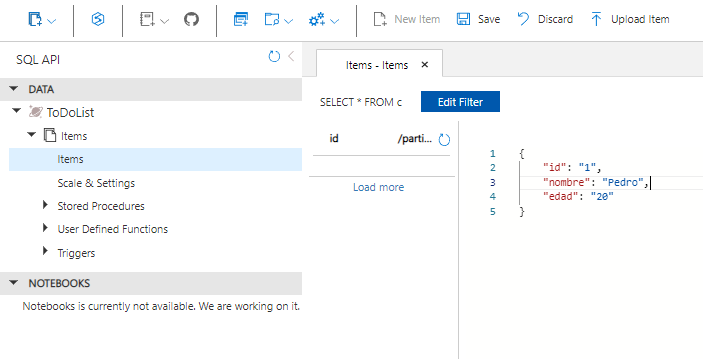 New Item Save Discard Upload Item
SQL API
Items - Items
DATA
SELECT * FROM c Edit Filter
ToDoList
Items
id /parti...
Items
Scale & Settings
Load more
Stored Procedures
User Defined Functions
Triggers
1 {
2 "id": "1",
3 "nombre": "Pedro",
4 "edad": "20"
5 }
NOTEBOOKS
Notebooks is currently not available. We are working on it.